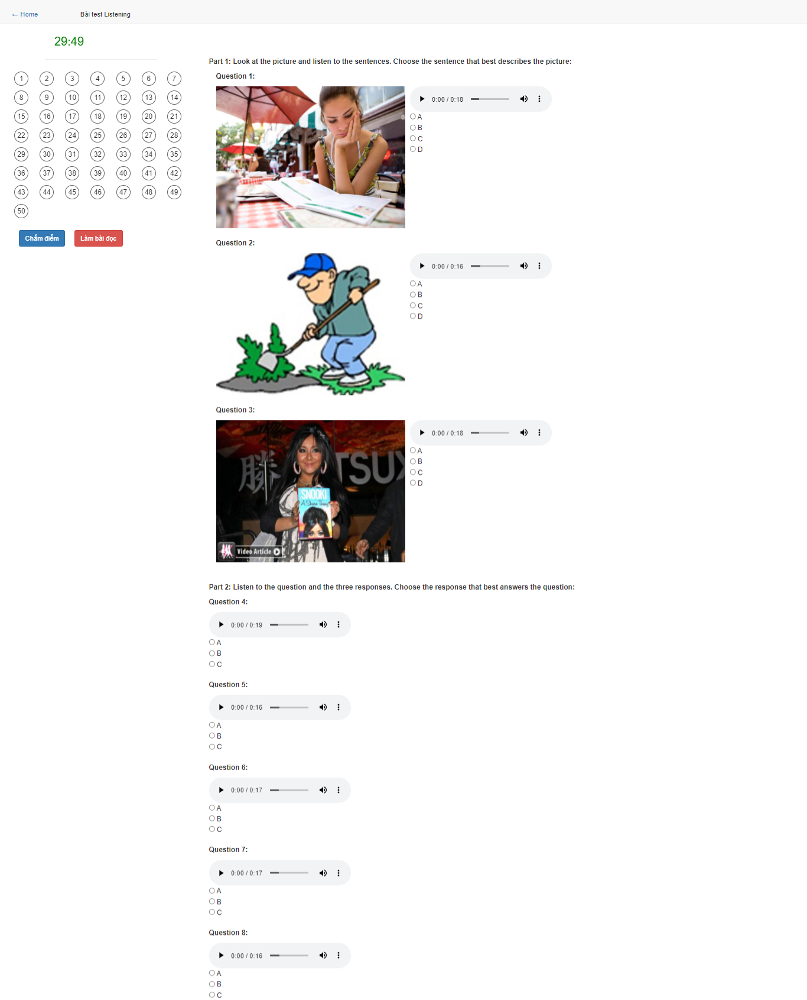 ← Home
Bài test Listening
29:49
1 2 3 4 5 6 7
8 9 10 11 12 13 14
15 16 17 18 19 20 21
22 23 24 25 26 27 28
29 30 31 32 33 34 35
36 37 38 39 40 41 42
43 44 45 46 47 48 49
50
Chấm điểm
Làm bài đọc
Part 1: Look at the picture and listen to the sentences. Choose the sentence that best describes the picture:
Question 1:
0:00 / 0:18
A
B
C
D
Question 2:
0:00 / 0:16
A
B
C
D
Question 3:
勝 TSUX
SNOOKI
A Shore Thing
Video Article
0:00 / 0:18
A
B
C
D
Part 2: Listen to the question and the three responses. Choose the response that best answers the question:
Question 4:
0:00 / 0:19
A
B
C
Question 5:
0:00 / 0:16
A
B
C
Question 6:
0:00 / 0:17
A
B
C
Question 7:
0:00 / 0:17
A
B
C
Question 8:
0:00 / 0:16
A
B
C